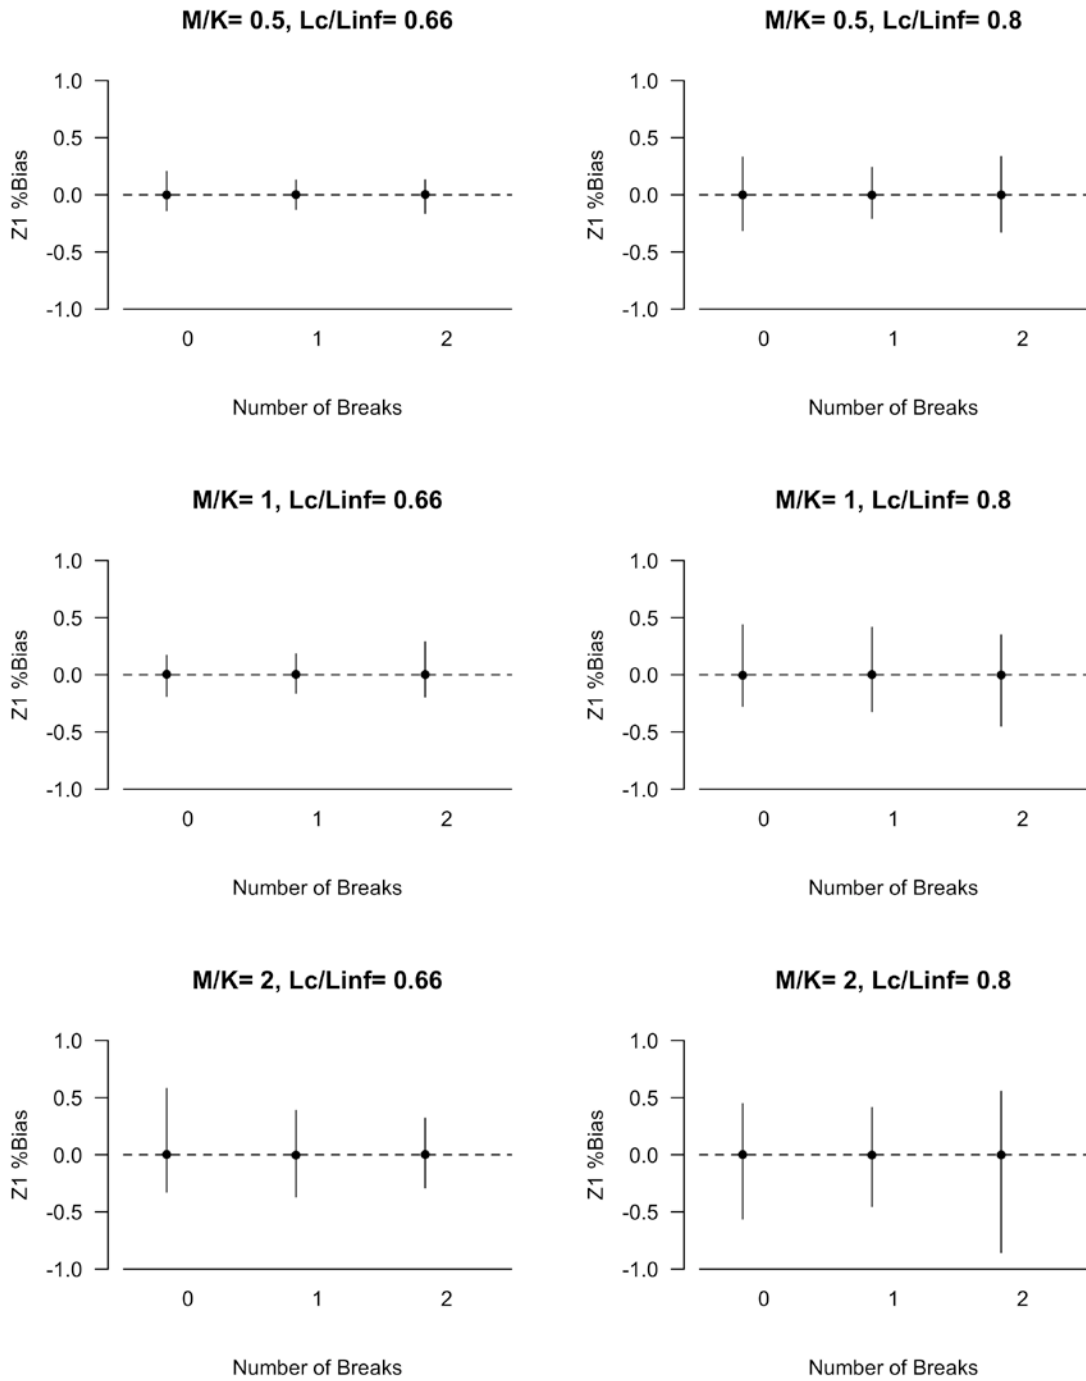 M/K= 0.5, Lc/Linf= 0.66
Z1 %Bias
1.0
0.5
0.0
-0.5
-1.0
0 1 2
Number of Breaks
M/K= 0.5, Lc/Linf= 0.8
Z1 %Bias
1.0
0.5
0.0
-0.5
-1.0
0 1 2
Number of Breaks
M/K= 1, Lc/Linf= 0.66
Z1 %Bias
1.0
0.5
0.0
-0.5
-1.0
0 1 2
Number of Breaks
M/K= 1, Lc/Linf= 0.8
Z1 %Bias
1.0
0.5
0.0
-0.5
-1.0
0 1 2
Number of Breaks
M/K= 2, Lc/Linf= 0.66
Z1 %Bias
1.0
0.5
0.0
-0.5
-1.0
0 1 2
Number of Breaks
M/K= 2, Lc/Linf= 0.8
Z1 %Bias
1.0
0.5
0.0
-0.5
-1.0
0 1 2
Number of Breaks